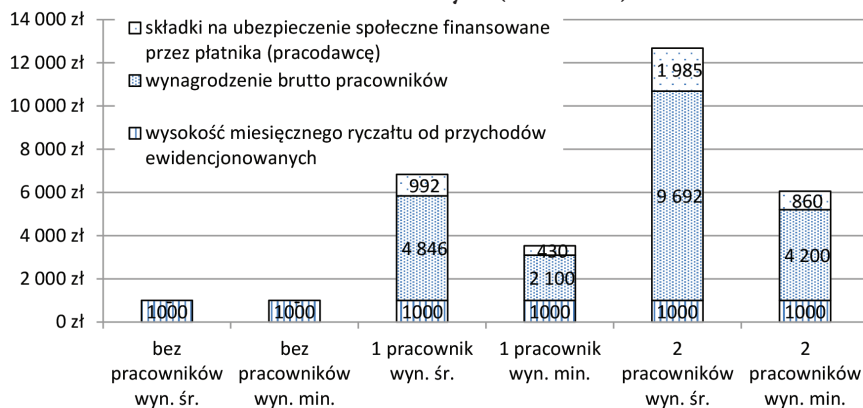 14 000 zł
12 000 zł
10 000 zł
8 000 zł
6 000 zł
4 000 zł
2 000 zł
0 zł
składki na ubezpieczenie społeczne finansowane
przez płatnika (pracodawcę)
wynagrodzenie brutto pracowników
wysokość miesięcznego ryczałtu od przychodów
ewidencjonowanych
-
1000
-
1000
992
4 846
1000
430
2 100
1000
1 985
9 692
1000
860
4 200
1000
bez
pracowników
wyn. śr.
bez
pracowników
wyn. min.
1 pracownik
wyn. śr.
1 pracownik
wyn. min.
2
pracowników
wyn. śr.
2
pracowników
wyn. min.